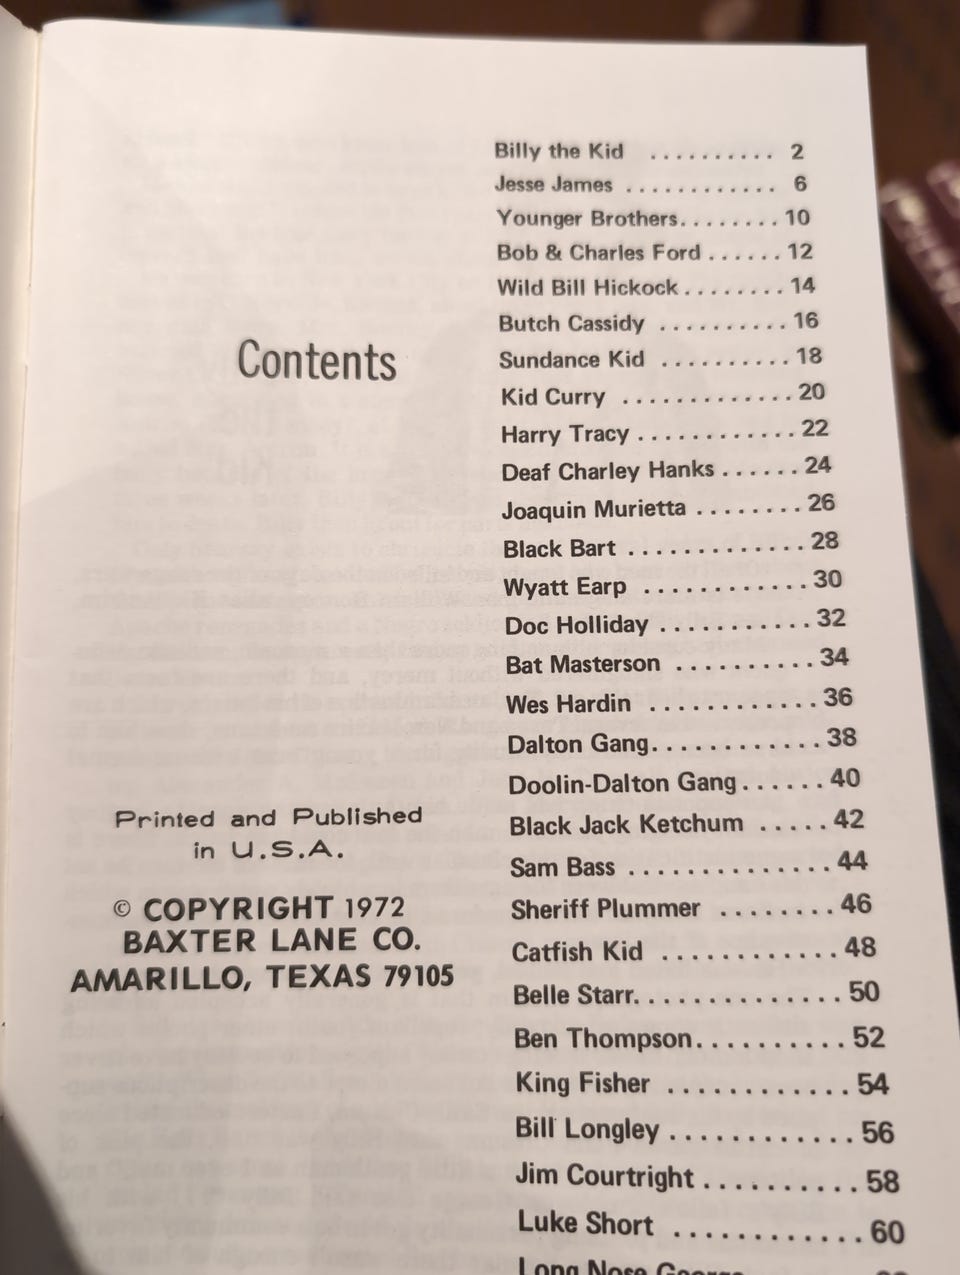 Contents
Printed and Published
in U.S.A.
© COPYRIGHT 1972
BAXTER LANE CO.
AMARILLO, TEXAS 79105
Billy the Kid .......... 2
Jesse James ............ 6
Younger Brothers........ 10
Bob & Charles Ford ...... 12
Wild Bill Hickock........ 14
Butch Cassidy .......... 16
Sundance Kid .......... 18
Kid Curry ............. 20
Harry Tracy ............ 22
Deaf Charley Hanks ...... 24
Joaquin Murietta ........ 26
Black Bart ............. 28
Wyatt Earp ............ 30
Doc Holliday ........... 32
Bat Masterson .......... 34
Wes Hardin ............ 36
Dalton Gang............. 38
Doolin-Dalton Gang...... 40
Black Jack Ketchum ..... 42
Sam Bass .............. 44
Sheriff Plummer ........ 46
Catfish Kid ............ 48
Belle Starr.............. 50
Ben Thompson.......... 52
King Fisher ............ 54
Bill Longley ............ 56
Jim Courtright .......... 58
Luke Short ............ 60
Long Nose George